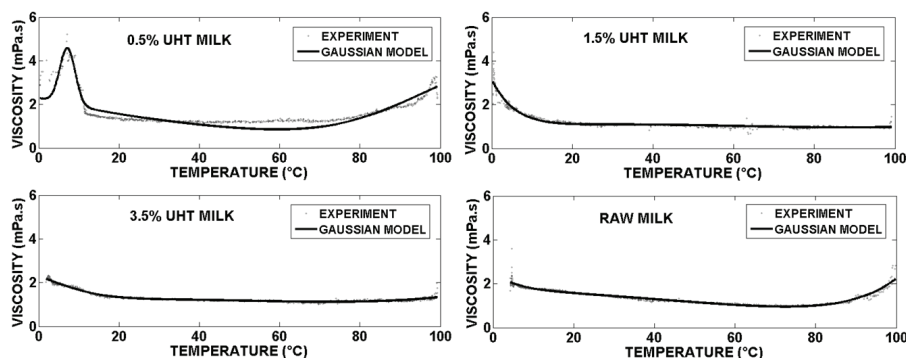 VISCOSITY (mPa.s)
6
4
2
0
0.5% UHT MILK
EXPERIMENT
GAUSSIAN MODEL
0 20 40 60 80 100
TEMPERATURE (°C)
VISCOSITY (mPa.s)
6
4
2
0
1.5% UHT MILK
EXPERIMENT
GAUSSIAN MODEL
0 20 40 60 80 100
TEMPERATURE (°C)
VISCOSITY (mPa.s)
6
4
2
0
3.5% UHT MILK
EXPERIMENT
GAUSSIAN MODEL
0 20 40 60 80 100
TEMPERATURE (°C)
VISCOSITY (mPa.s)
6
4
2
0
RAW MILK
EXPERIMENT
GAUSSIAN MODEL
0 20 40 60 80 100
TEMPERATURE (°C)